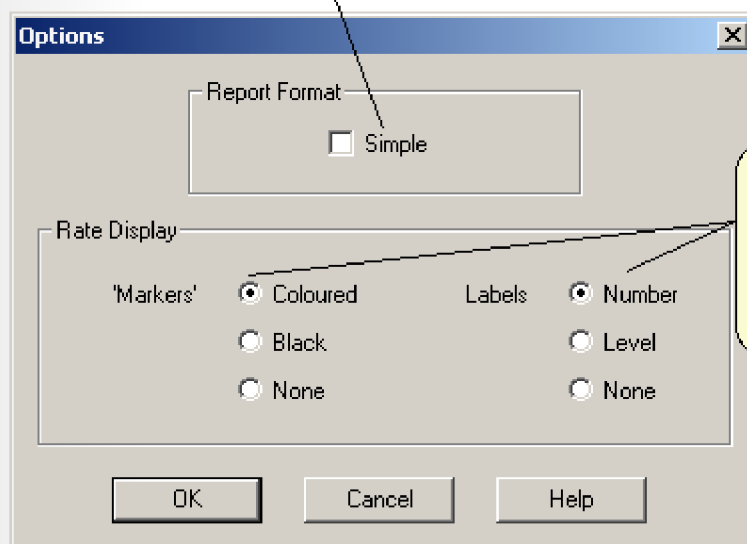 Options
Report Format
Simple
Rate Display
'Markers' Coloured Labels Number
Black Level
None None
OK Cancel Help